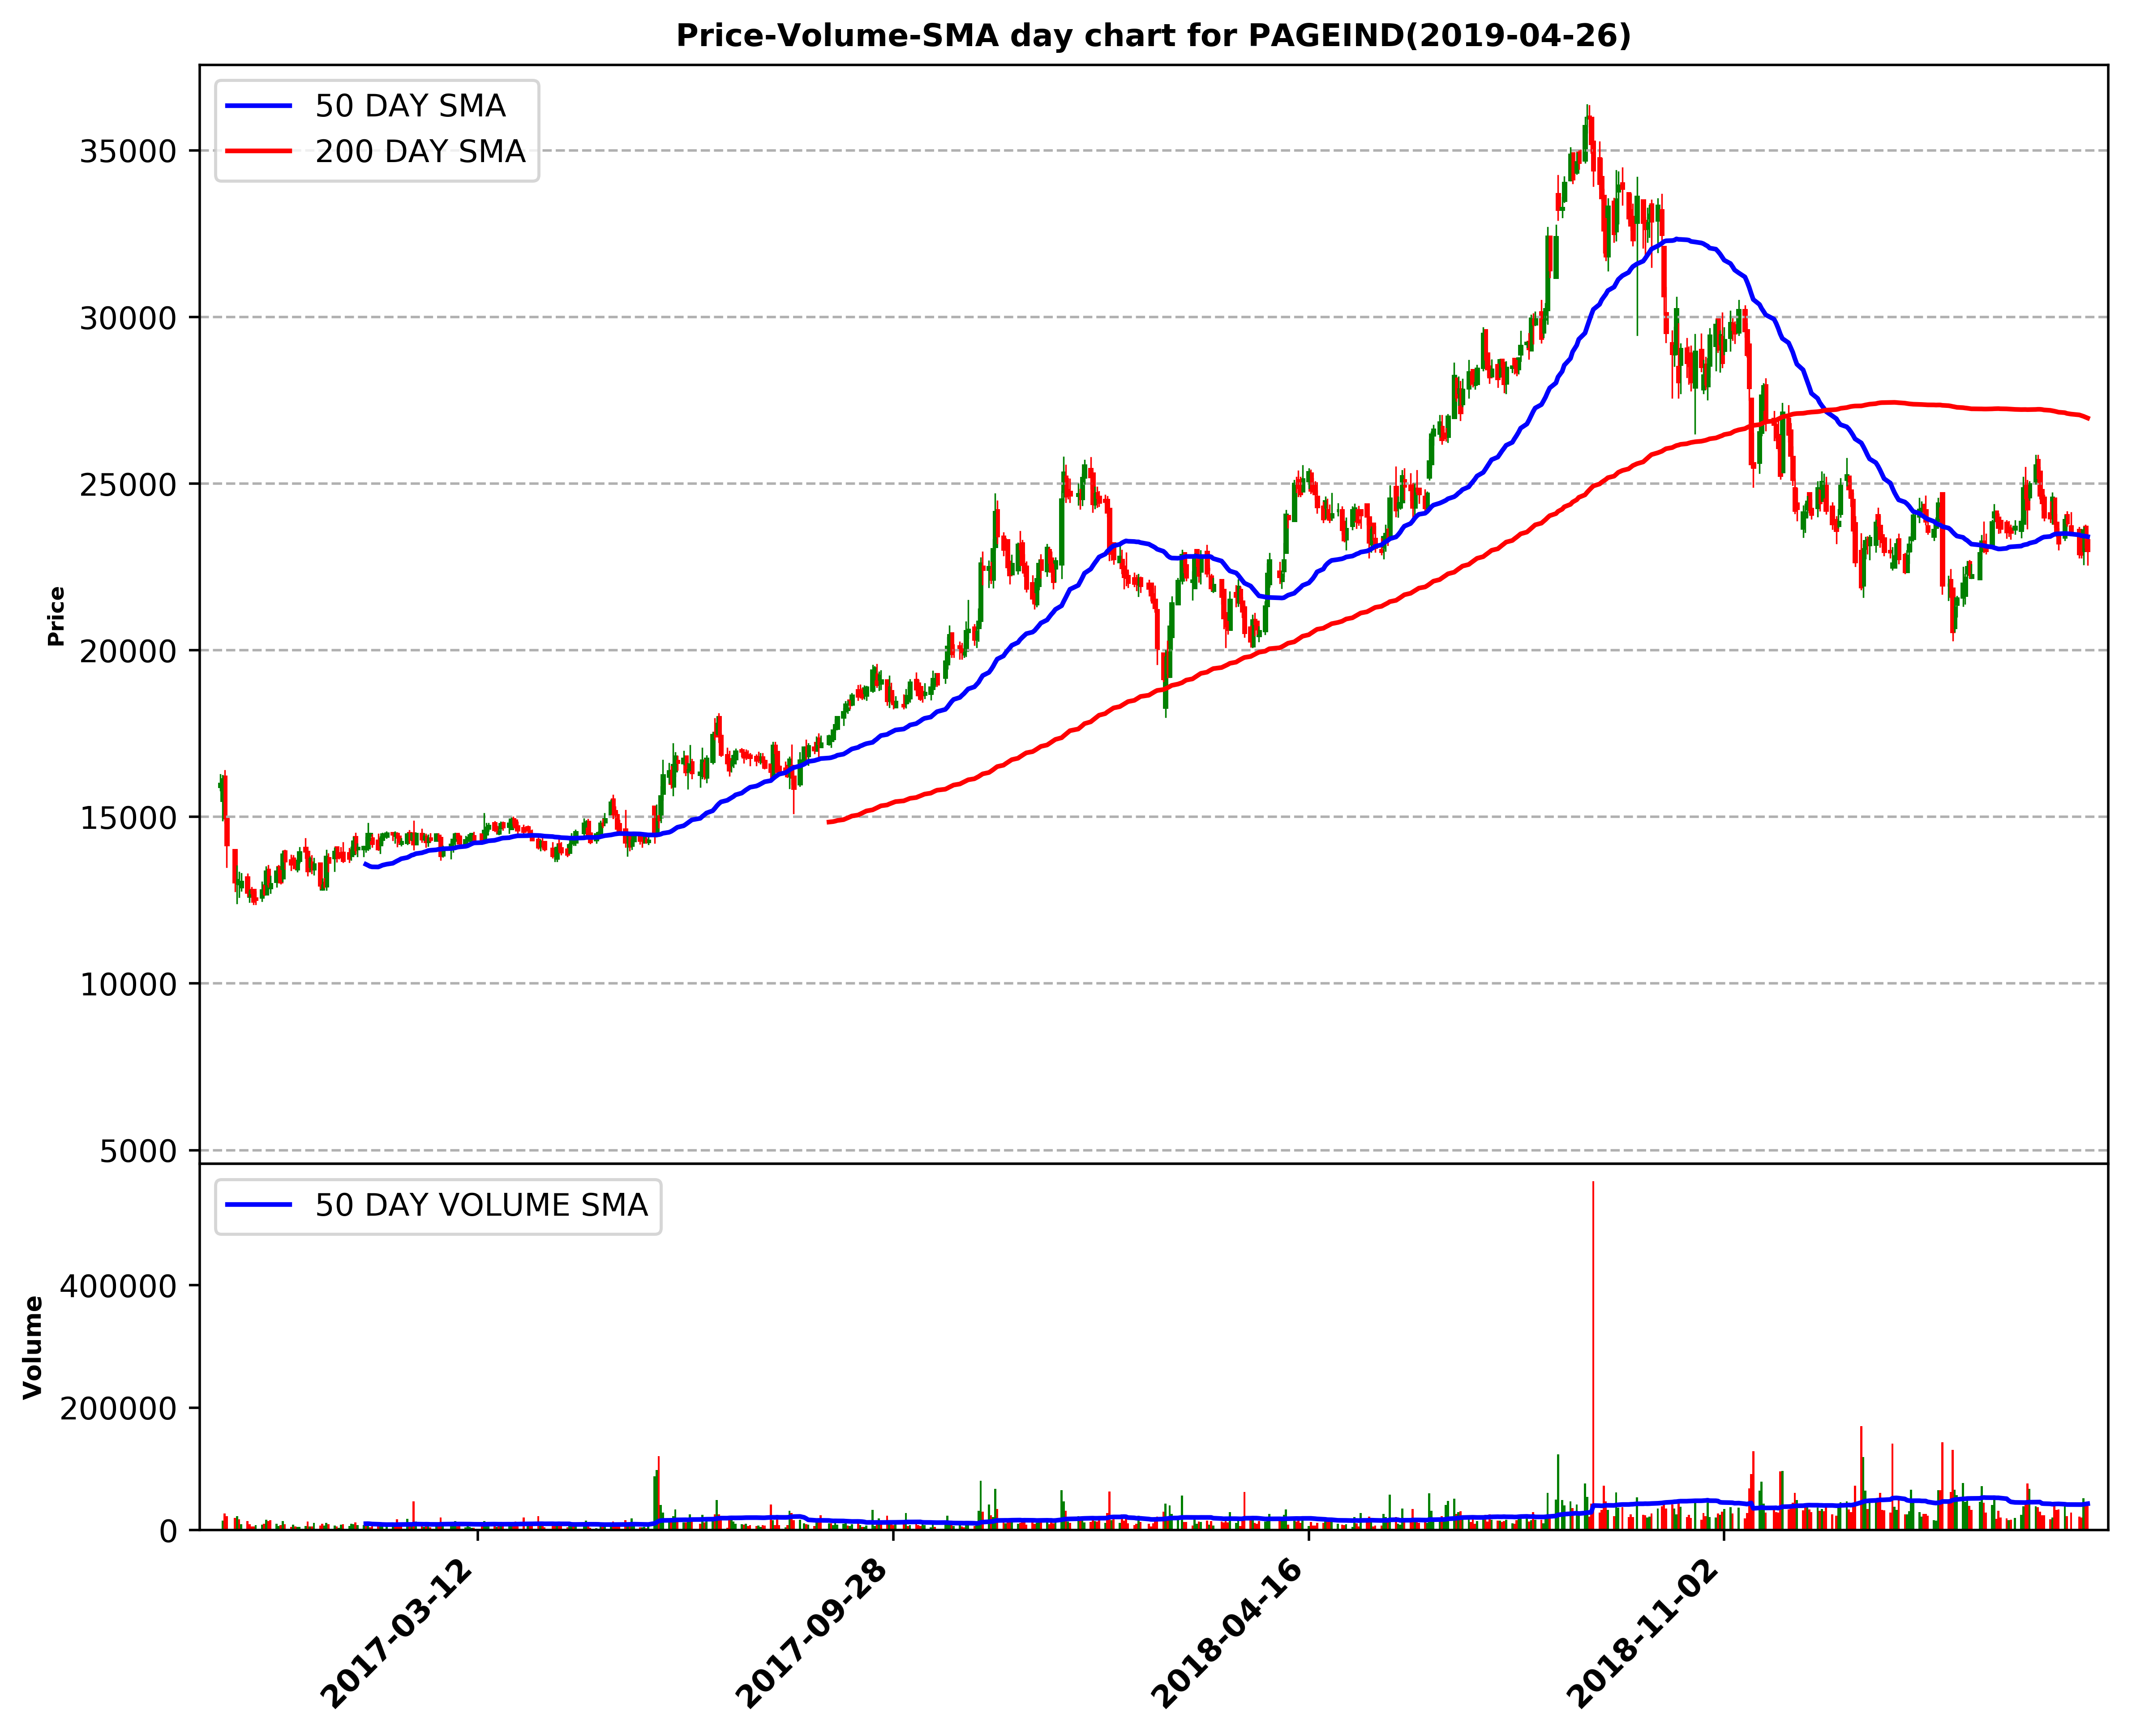 Price-Volume-SMA day chart for PAGEIND(2019-04-26)
50 DAY SMA
200 DAY SMA
35000
30000
25000
20000
15000
10000
5000
Price
50 DAY VOLUME SMA
400000
200000
0
Volume
2017-03-12
2017-09-28
2018-04-16
2018-11-02